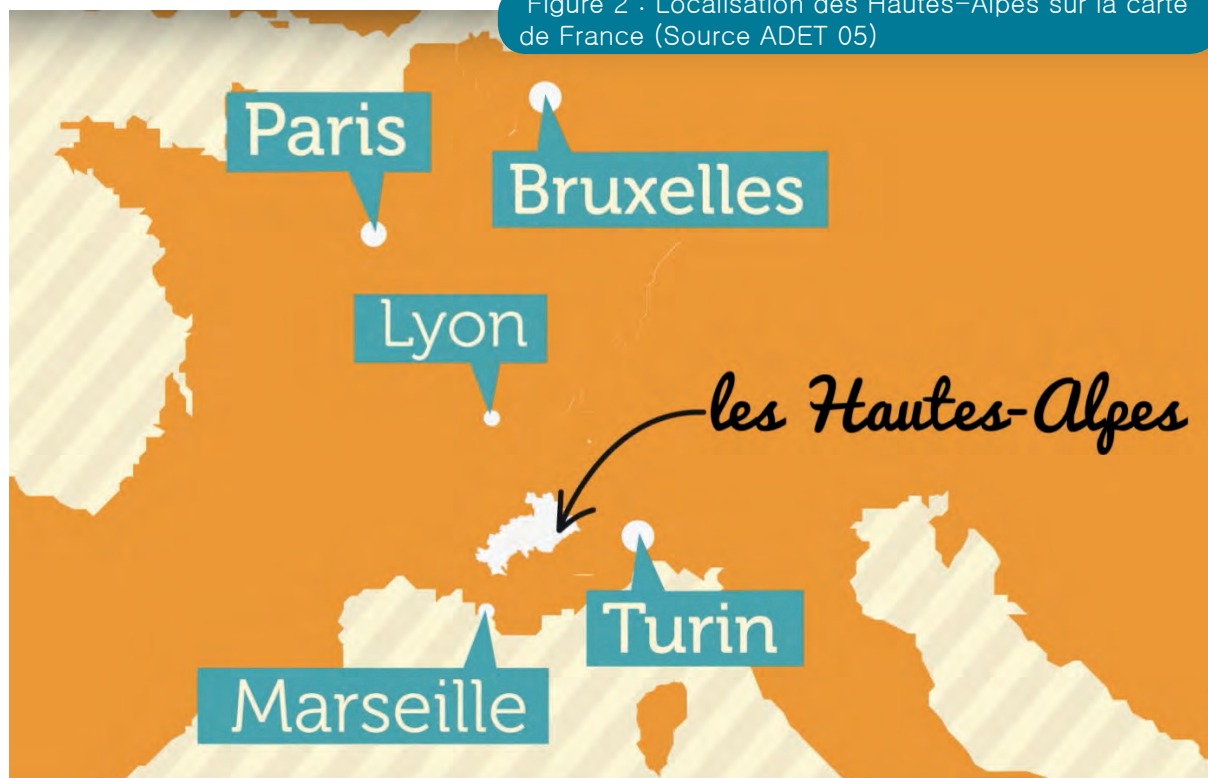 Figure 2 : Localisation des Hautes-Alpes sur la carte
de France (Source ADET 05)
Paris
Bruxelles
Lyon
les Hautes-Alpes
Turin
Marseille